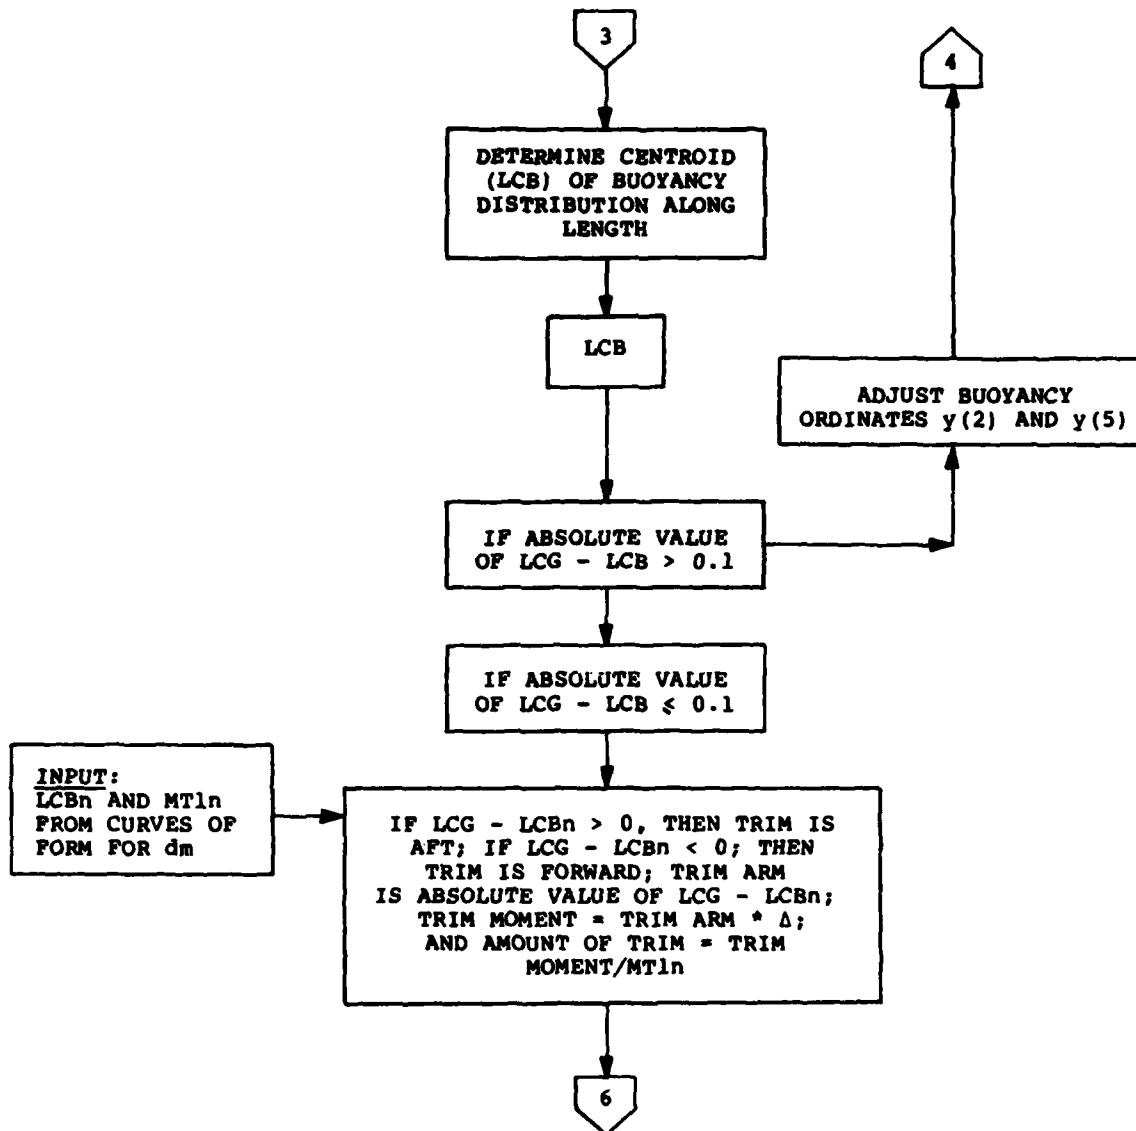 3
4
DETERMINE CENTROID
(LCB) OF BUOYANCY
DISTRIBUTION ALONG
LENGTH
LCB
ADJUST BUOYANCY
ORDINATES y(2) AND y(5)
IF ABSOLUTE VALUE
OF LCG - LCB > 0.1
IF ABSOLUTE VALUE
OF LCG - LCB ≤ 0.1
INPUT:
LCBn AND MTln
FROM CURVES OF
FORM FOR dm
IF LCG - LCBn > 0, THEN TRIM IS
AFT; IF LCG - LCBn < 0; THEN
TRIM IS FORWARD; TRIM ARM
IS ABSOLUTE VALUE OF LCG - LCBn;
TRIM MOMENT = TRIM ARM * Δ;
AND AMOUNT OF TRIM = TRIM
MOMENT/MTln
6